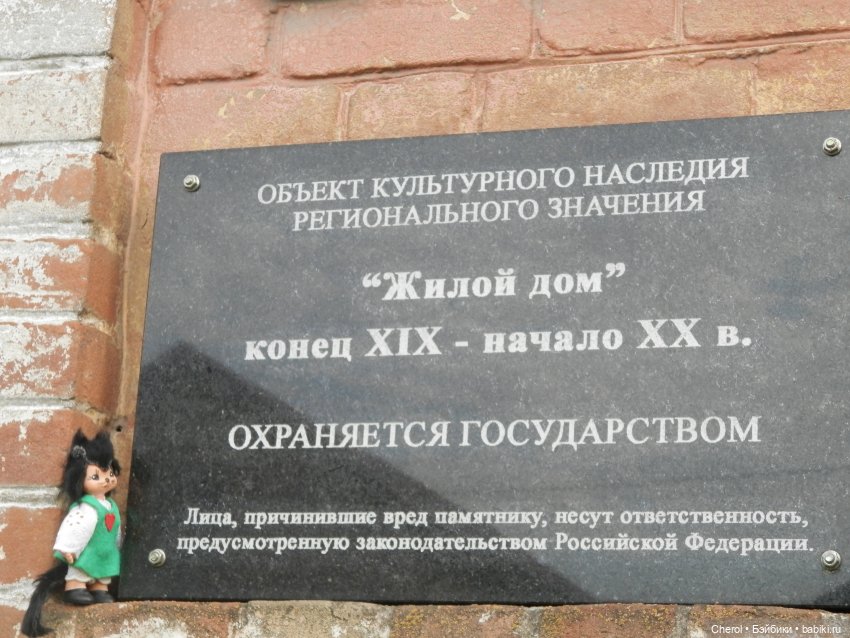 ОБЪЕКТ КУЛЬТУРНОГО НАСЛЕДИЯ
РЕГИОНАЛЬНОГО ЗНАЧЕНИЯ
“Жилой дом”
конец XIX - начало XX в.
ОХРАНЯЕТСЯ ГОСУДАРСТВОМ
Лица, причинившие вред памятнику, несут ответственность,
предусмотренную законодательством Российской Федерации.
Cherol • Бэйбики • babiki.ru